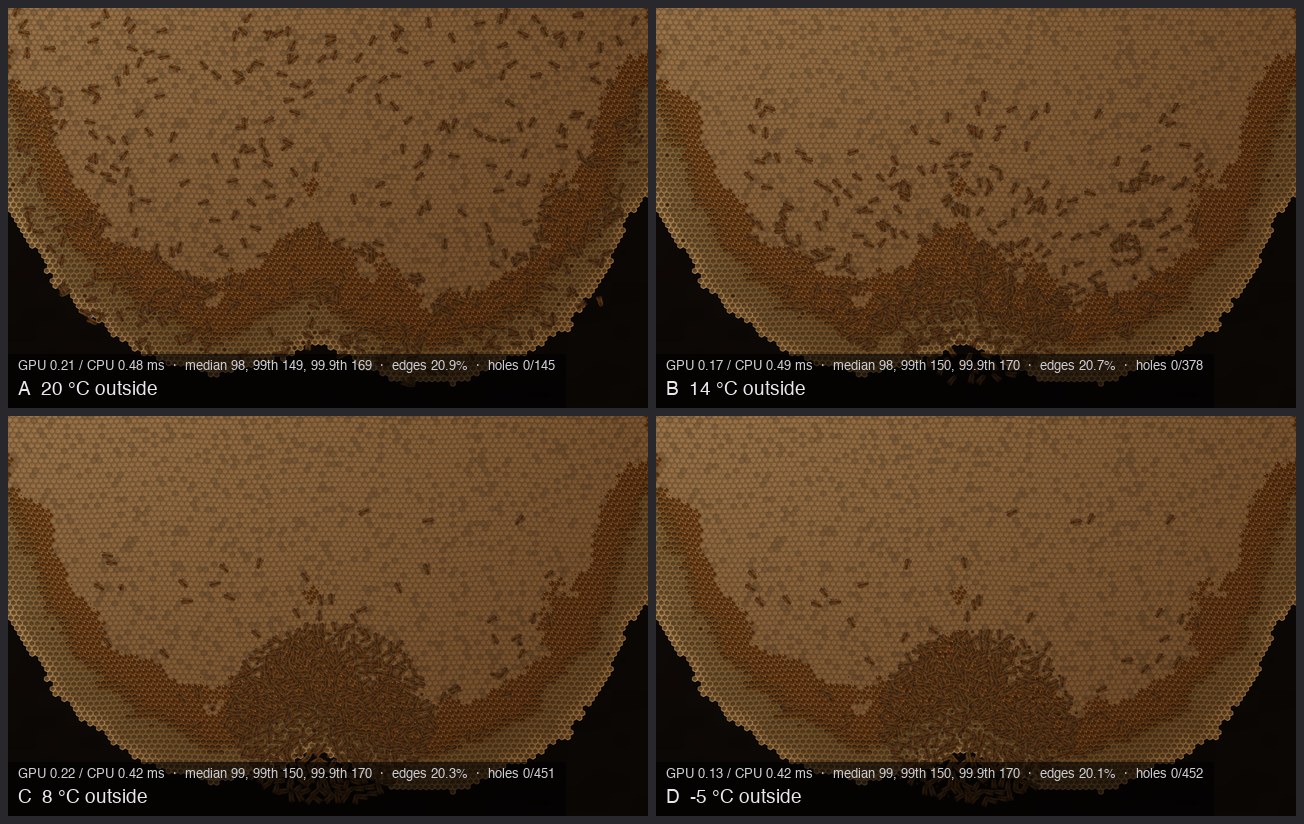 GPU 0.21 / CPU 0.48 ms · median 98, 99th 149, 99.9th 169 · edges 20.9% · holes 0/145
A 20 °C outside
GPU 0.17 / CPU 0.49 ms · median 98, 99th 150, 99.9th 170 · edges 20.7% · holes 0/378
B 14 °C outside
GPU 0.22 / CPU 0.42 ms · median 99, 99th 150, 99.9th 170 · edges 20.3% · holes 0/451
C 8 °C outside
GPU 0.13 / CPU 0.42 ms · median 99, 99th 150, 99.9th 170 · edges 20.1% · holes 0/452
D -5 °C outside